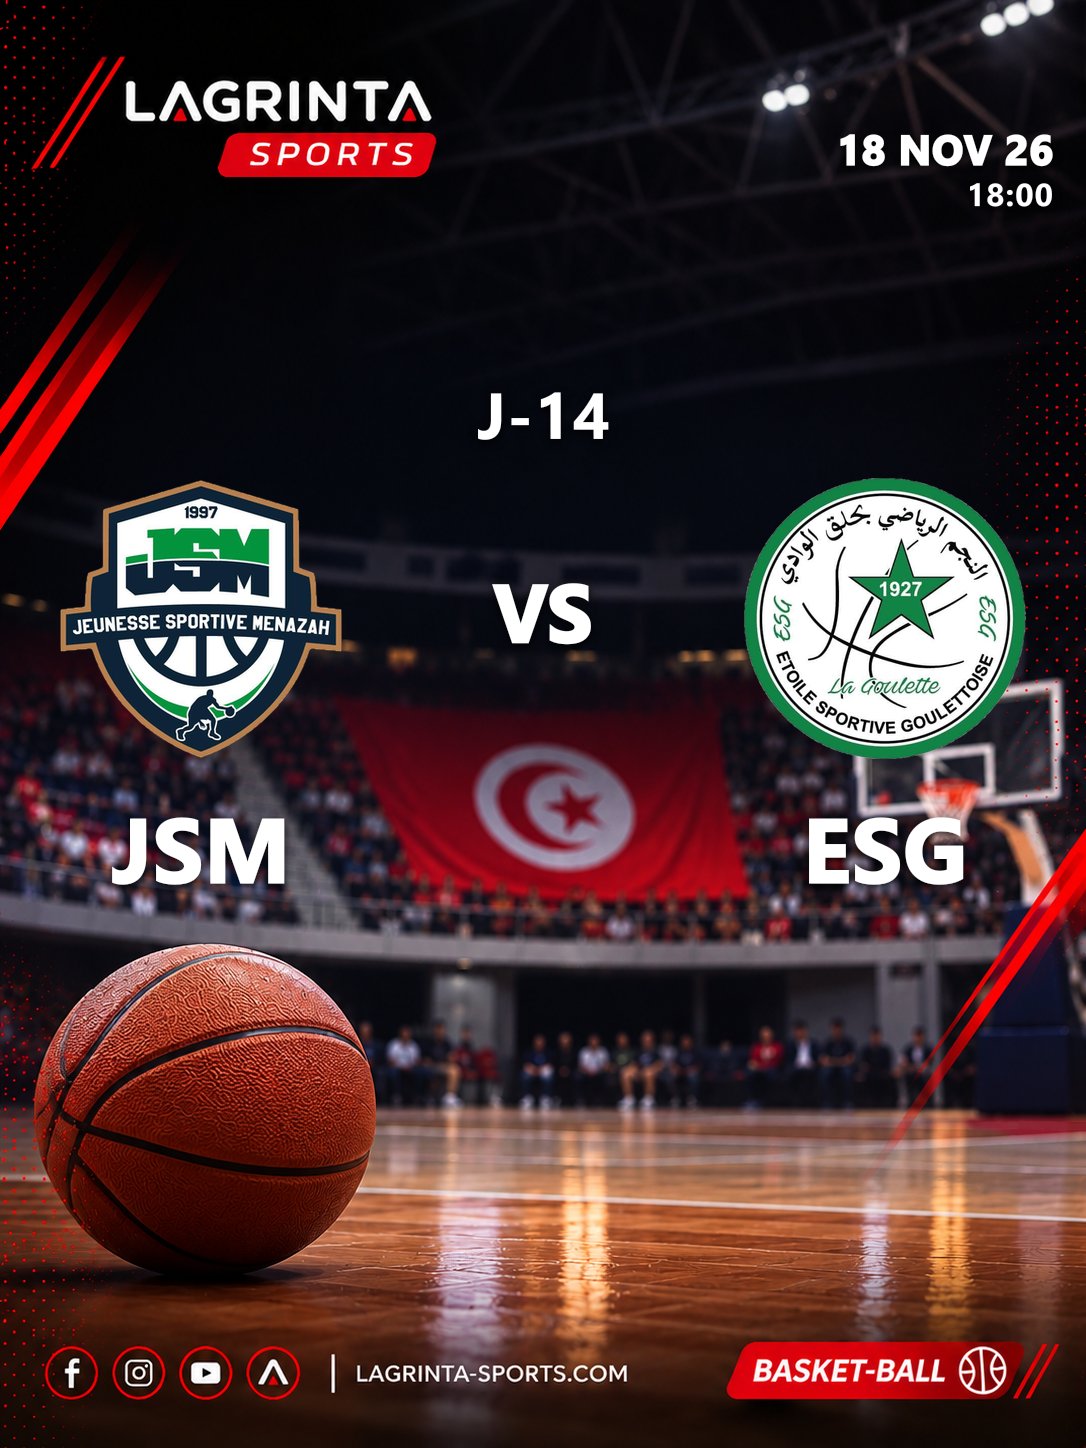 LAGRINTA
SPORTS
18 NOV 26
18:00
J-14
1997
JSM
JEUNESSE SPORTIVE MENAZAH
VS
النجم الرياضي بحلق الوادي
1927
ESG
ESG
La Goulette
ETOILE SPORTIVE GOULETTOISE
JSM
ESG
LAGRINTA-SPORTS.COM
BASKET-BALL